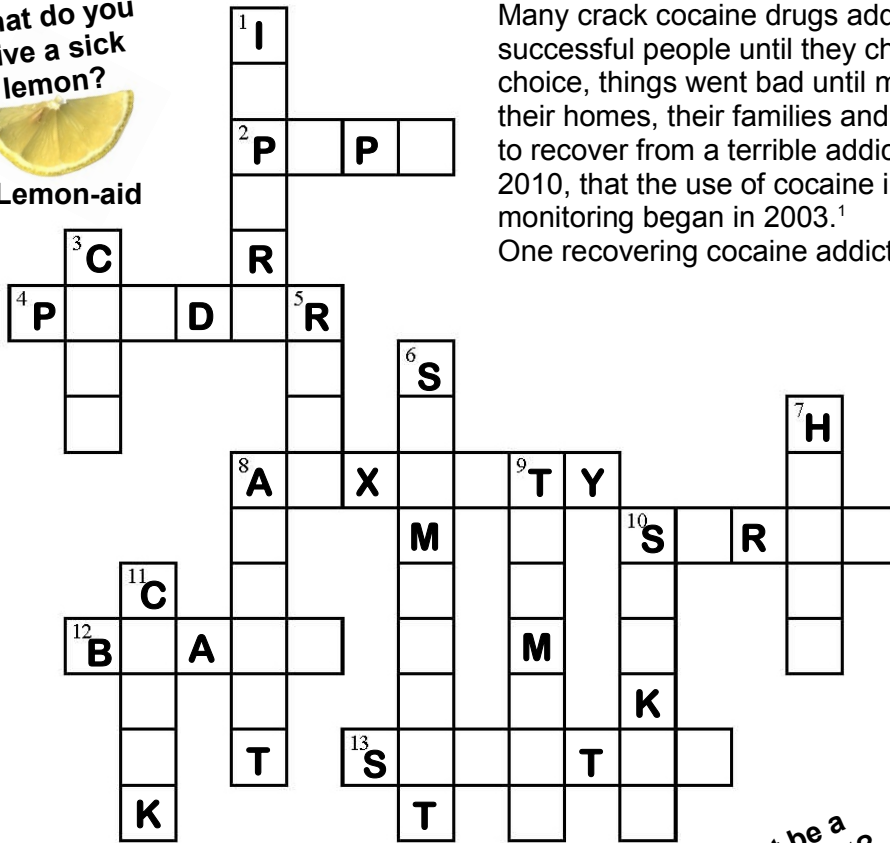 hat do you
ive a sick
lemon?
Lemon-aid
Many crack cocaine drugs add
successful people until they ch
choice, things went bad until m
their homes, their families and
to recover from a terrible addic
2010, that the use of cocaine i
monitoring began in 2003.¹
One recovering cocaine addict
1 I
2 P P
3 C R
4 P D 5 R
6 S
7 H
8 A X 9 T Y
M 10 S R
11 C
12 B A M
K
T 13 S T
K T
be a